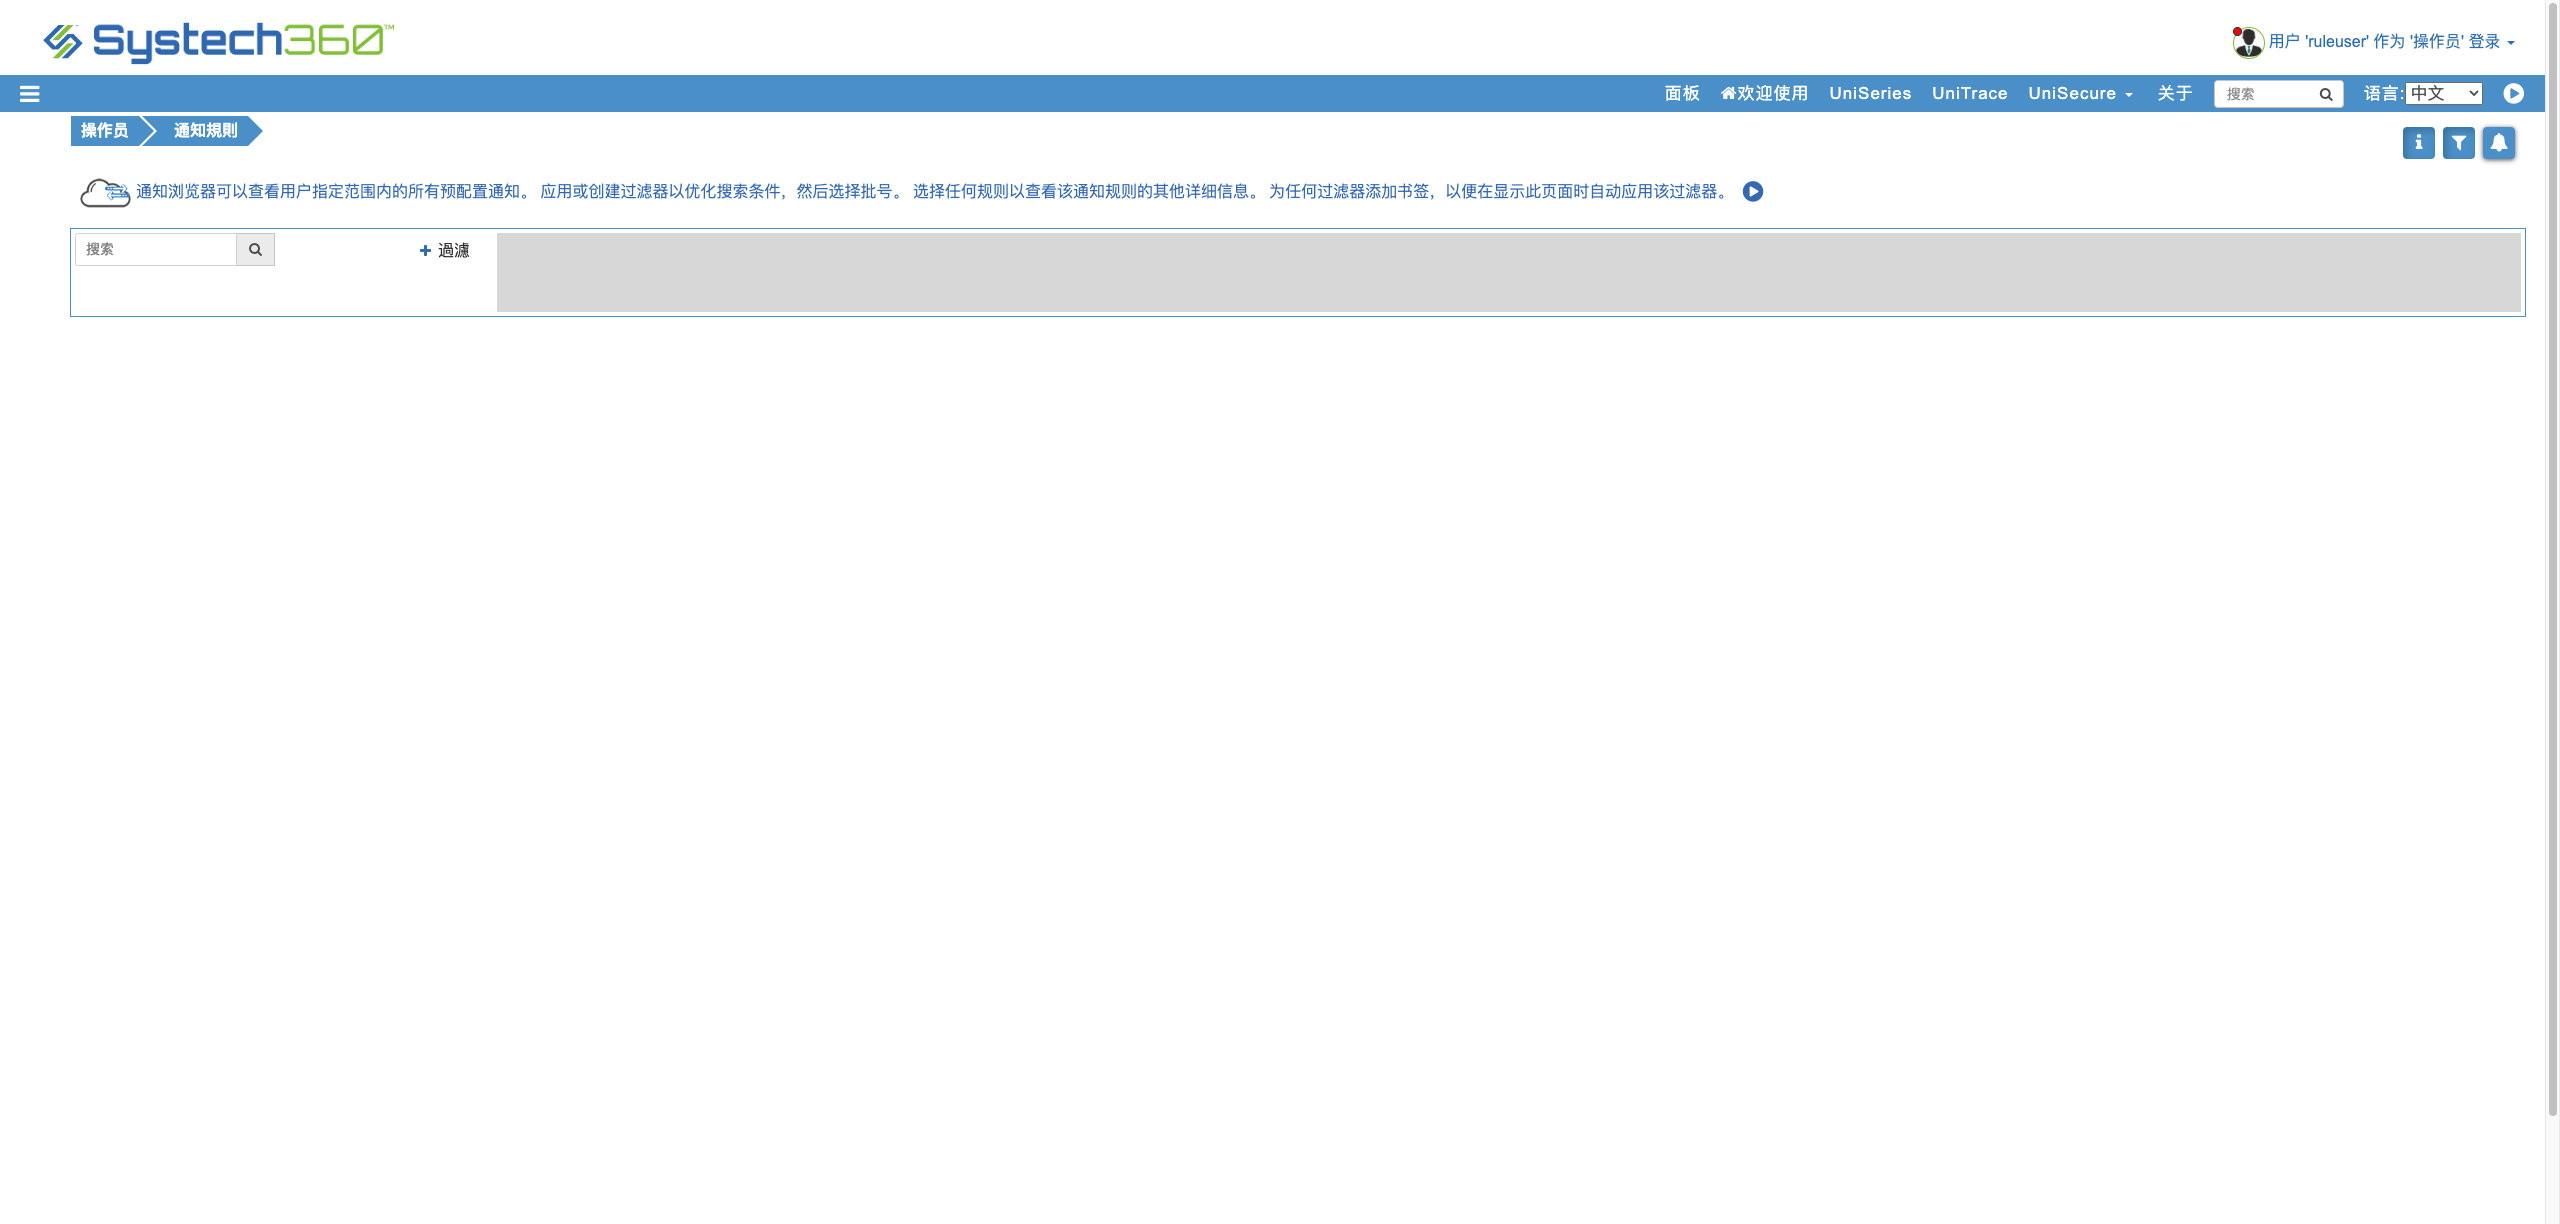 Systech360™
用户 'ruleuser' 作为 '操作员' 登录
面板 欢迎使用 UniSeries UniTrace UniSecure 关于 搜索 语言: 中文
操作员 通知規則
通知浏览器可以查看用户指定范围内的所有预配置通知。 应用或创建过滤器以优化搜索条件，然后选择批号。 选择任何规则以查看该通知规则的其他详细信息。 为任何过滤器添加书签，以便在显示此页面时自动应用该过滤器。
搜索 過濾